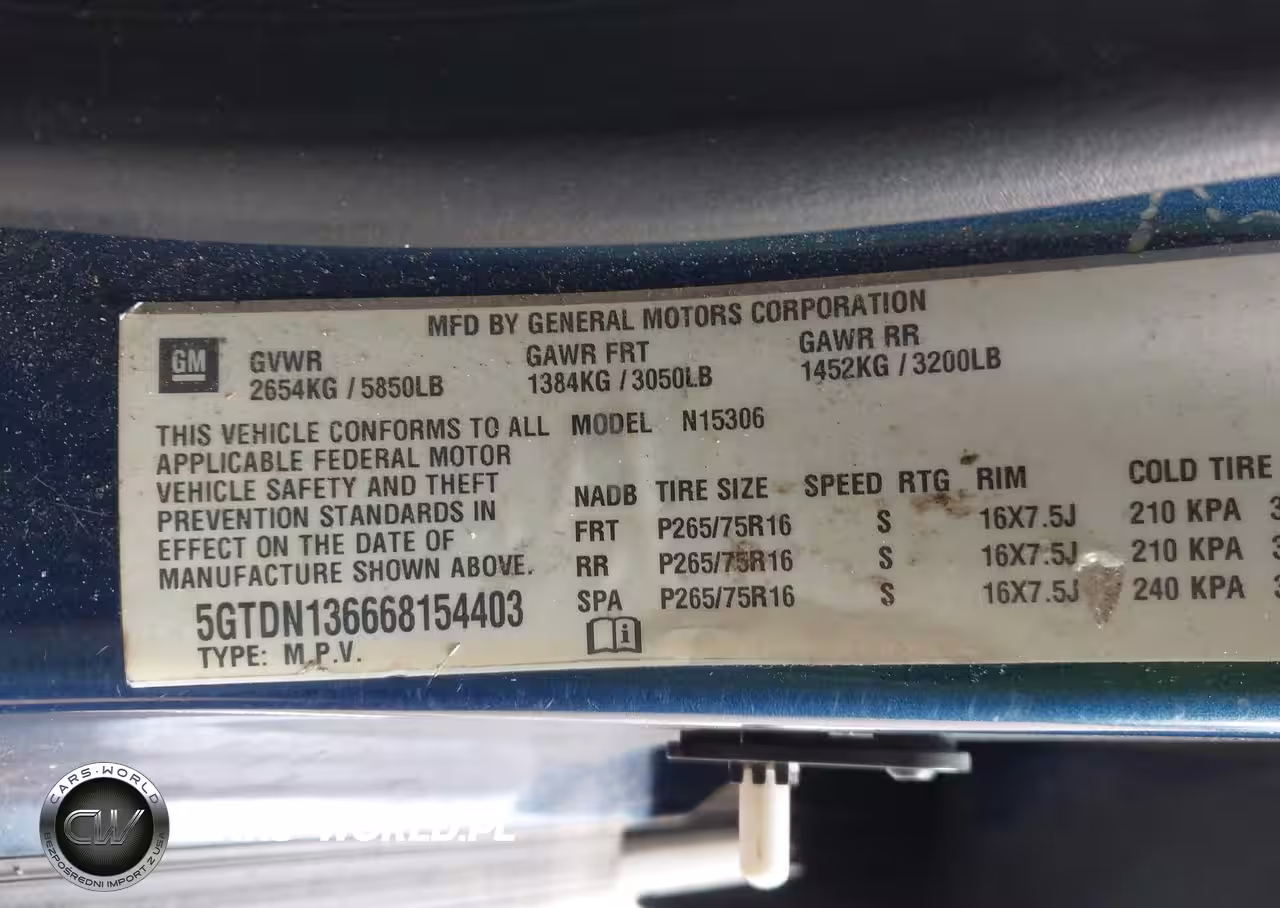 MFD BY GENERAL MOTORS CORPORATION
GM GVWR GAWR FRT GAWR RR
2654KG / 5850LB 1384KG / 3050LB 1452KG / 3200LB
THIS VEHICLE CONFORMS TO ALL MODEL N15306
APPLICABLE FEDERAL MOTOR
VEHICLE SAFETY AND THEFT
PREVENTION STANDARDS IN
EFFECT ON THE DATE OF
MANUFACTURE SHOWN ABOVE.
NADB TIRE SIZE SPEED RTG RIM COLD TIRE
FRT P265/75R16 S 16X7.5J 210 KPA
RR P265/75R16 S 16X7.5J 210 KPA
SPA P265/75R16 S 16X7.5J 240 KPA
5GTDN136668154403
TYPE: M.P.V.
CARS-WORLD
CW
BEZPOŚREDNI IMPORT Z USA
WORLD.PL